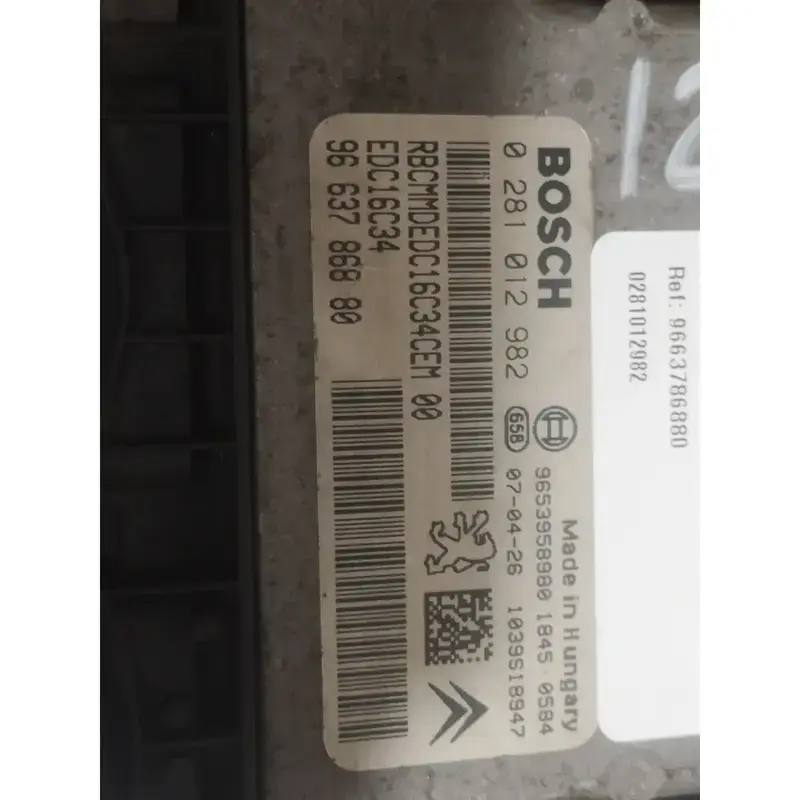 12
Ref: 9663786880
0281012982
BOSCH
Made in Hungary
0 281 012 982
9653958980 1845 0584
658 07-04-26 1039S18947
RBCMMDEDC16C34CEM 00
EDC16C34
96 637 868 80